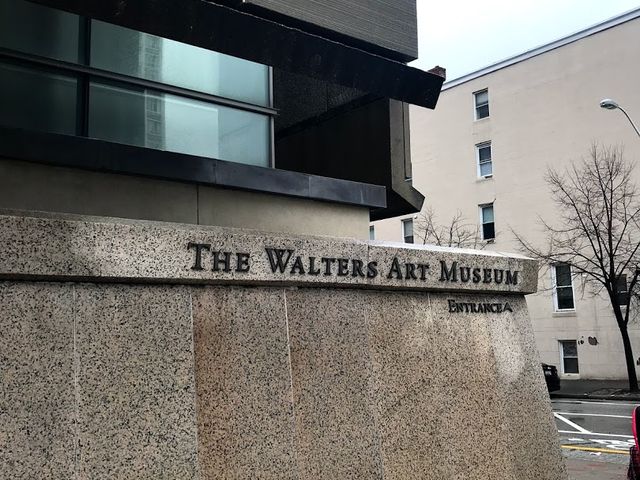 The Walters Art Museum
Entrance